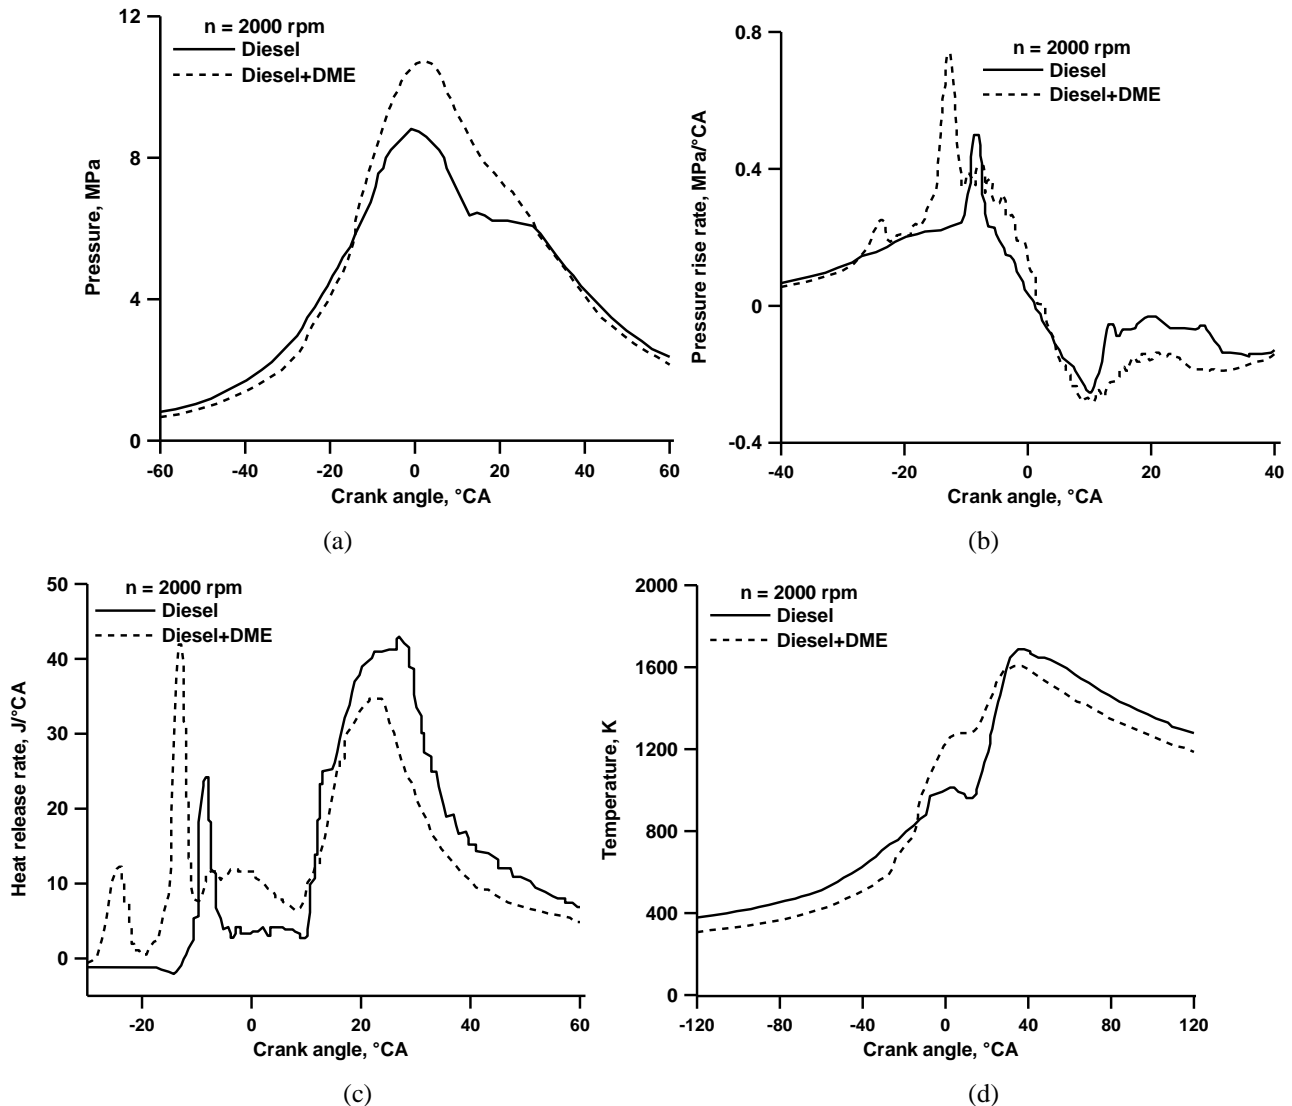 12
8
4
0
Pressure, MPa
n = 2000 rpm
Diesel
Diesel+DME
-60
-40
-20
0
20
40
60
Crank angle, °CA
(a)
0.8
0.4
0
-0.4
Pressure rise rate, MPa/°CA
n = 2000 rpm
Diesel
Diesel+DME
-40
-20
0
20
40
Crank angle, °CA
(b)
50
40
30
20
10
0
Heat release rate, J/°CA
n = 2000 rpm
Diesel
Diesel+DME
-20
0
20
40
60
Crank angle, °CA
(c)
2000
1600
1200
800
400
0
Temperature, K
n = 2000 rpm
Diesel
Diesel+DME
-120
-80
-40
0
40
80
120
Crank angle, °CA
(d)